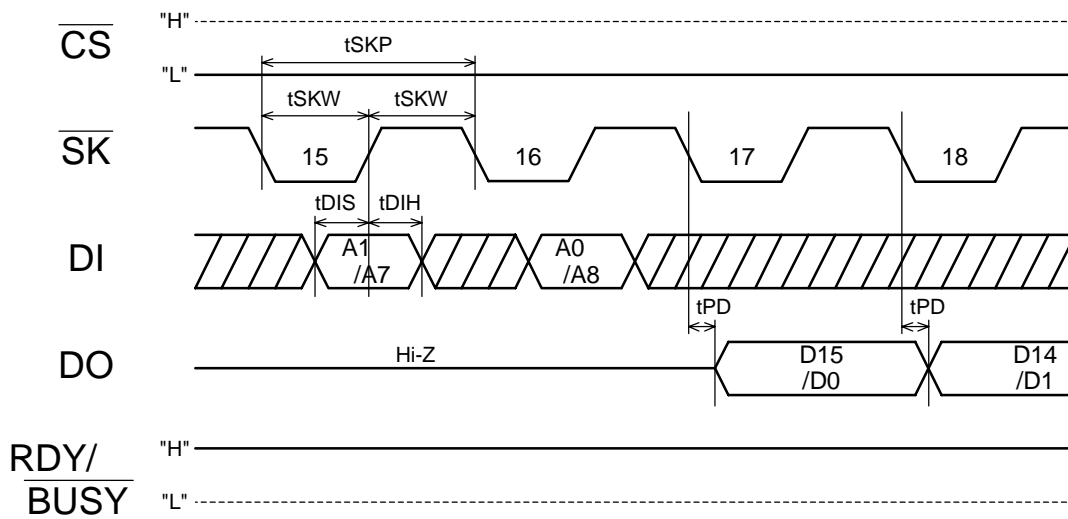 "H"
CS
tSKP
"L"
tSKW tSKW
SK
15 16 17 18
tDIS tDIH
DI
A1
/A7
A0
/A8
tPD tPD
DO
Hi-Z
D15
/D0
D14
/D1
"H"
RDY/
BUSY
"L"